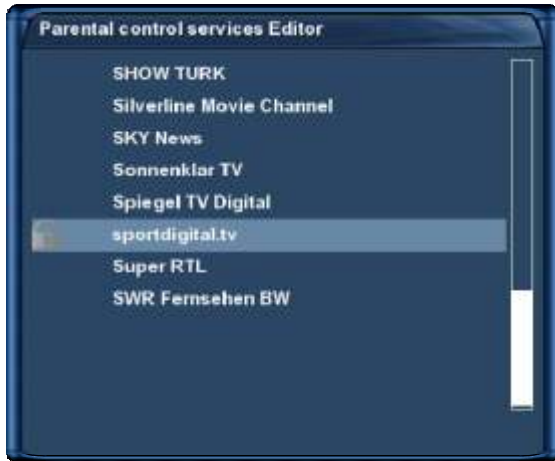 Parental control services Editor
SHOW TURK
Silverline Movie Channel
SKY News
Sonnenklar TV
Spiegel TV Digital
sportdigital.tv
Super RTL
SWR Fernsehen BW